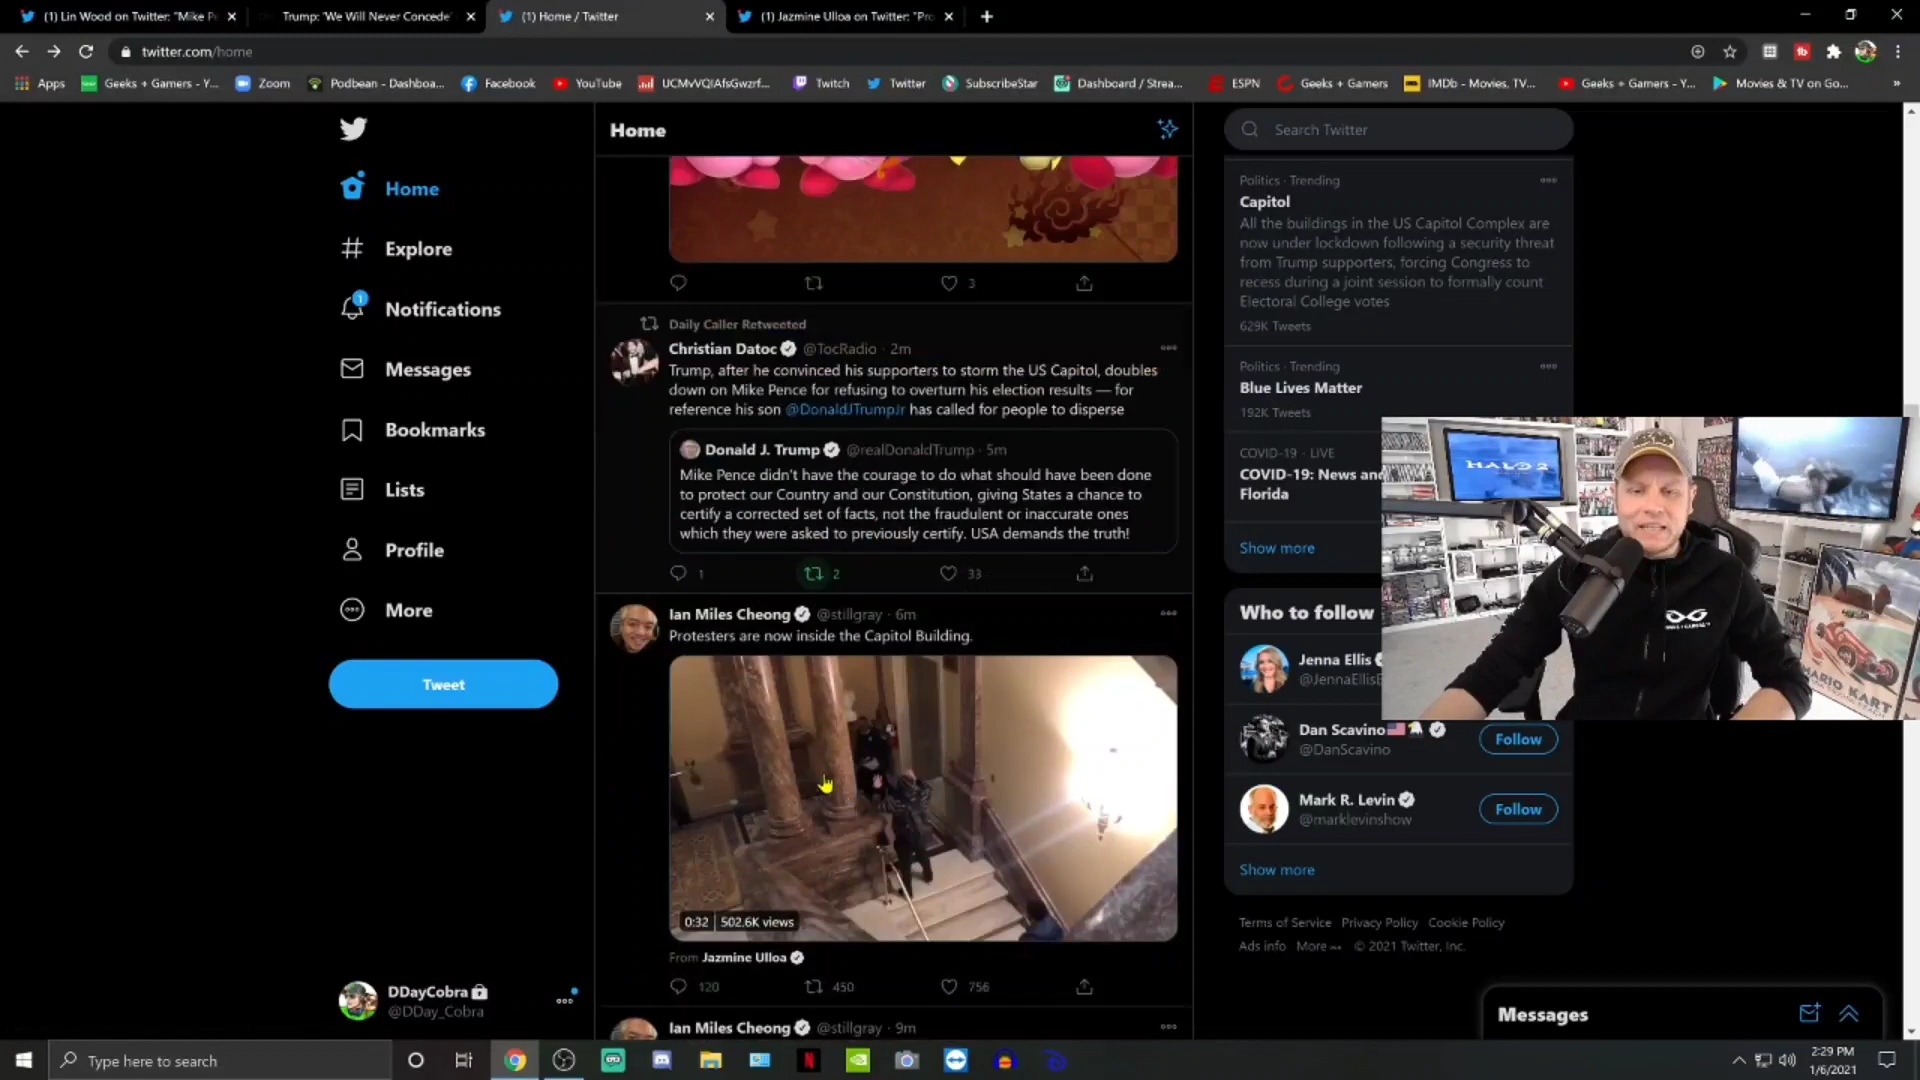 (1) Lin Wood on Twitter: "Mike Pe
Trump: 'We Will Never Concede'
(1) Home / Twitter
(1) Jazmine Ulloa on Twitter: "Pro
twitter.com/home
Apps
Geeks + Gamers - Y...
Zoom
Podbean - Dashboa...
Facebook
YouTube
Twitch
Twitter
SubscribeStar
Dashboard / Strea...
ESPN
Geeks + Gamers
IMDb - Movies, TV...
Geeks + Gamers - Y...
Movies & TV on Go...
»
Home
Explore
1
Notifications
Messages
Bookmarks
Lists
Profile
More
Tweet
DDayCobra
@DDay_Cobra
Home
3
Daily Caller Retweeted
Christian Datoc @TocRadio · 2m
Trump, after he convinced his supporters to storm the US Capitol, doubles
down on Mike Pence for refusing to overturn his election results — for
reference his son @DonaldJTrumpJr has called for people to disperse
Donald J. Trump @realDonaldTrump · 5m
Mike Pence didn't have the courage to do what should have been done
to protect our Country and our Constitution, giving States a chance to
certify a corrected set of facts, not the fraudulent or inaccurate ones
which they were asked to previously certify. USA demands the truth!
1 2 33
Ian Miles Cheong @stillgray · 6m
Protesters are now inside the Capitol Building.
0:32 | 502.6K views
From Jazmine Ulloa
120 450 756
Ian Miles Cheong @stillgray · 9m
Search Twitter
Politics · Trending
Capitol
All the buildings in the US Capitol Complex are
now under lockdown following a security threat
from Trump supporters, forcing Congress to
recess during a joint session to formally count
Electoral College votes
629K Tweets
Politics · Trending
Blue Lives Matter
192K Tweets
COVID-19 · LIVE
COVID-19: News and
Florida
Show more
HALO 2
MARIO KART
Who to follow
Jenna Ellis
@JennaEllisE
Dan Scavino
@DanScavino
Follow
Mark R. Levin
@marklevinshow
Follow
Show more
Terms of Service Privacy Policy Cookie Policy
Ads info More © 2021 Twitter, Inc.
Messages
Type here to search
2:29 PM
1/6/2021